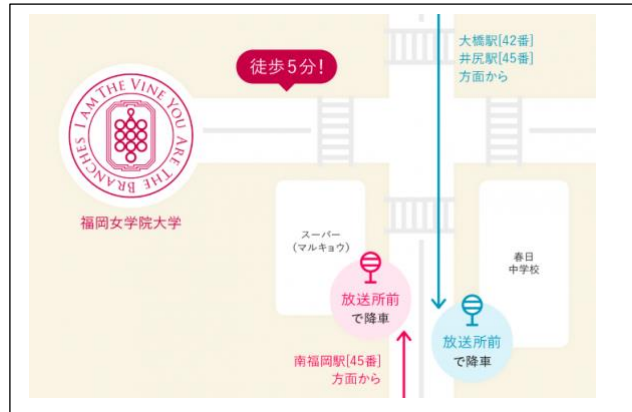 大橋駅[42番]
井尻駅[45番]
方面から
徒歩5分!
I AM THE VINE YOU ARE THE BRANCHES
福岡女学院大学
スーパー
(マルキョウ)
春日
中学校
放送所前
で降車
放送所前
で降車
南福岡駅[45番]
方面から